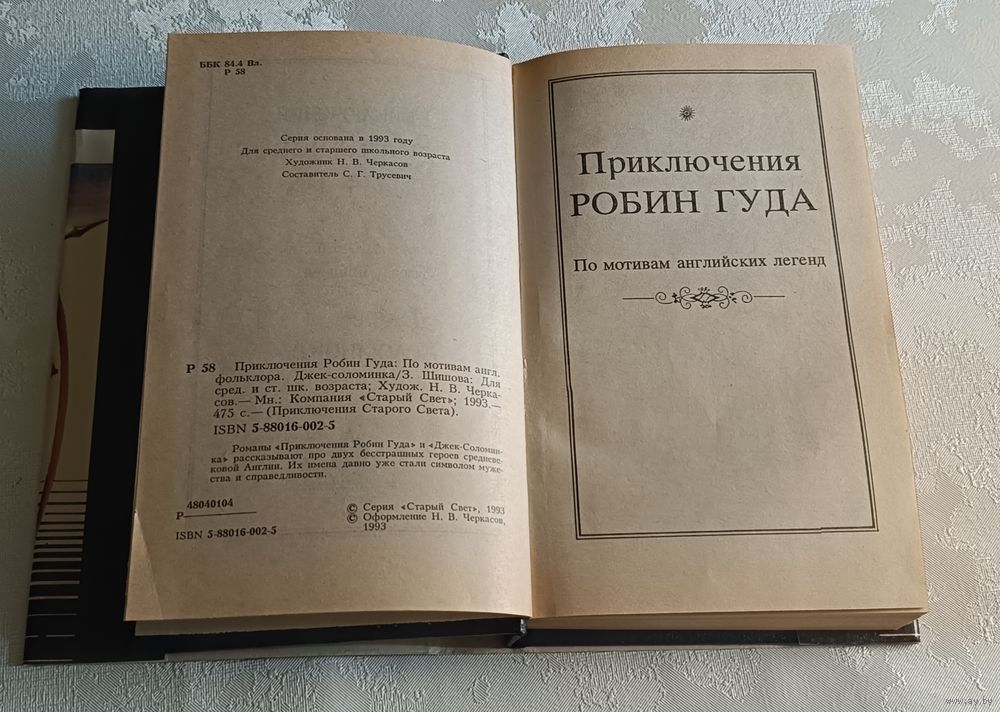 ББК 84.4 Вл.
Р 58
Серия основана в 1993 году
Для среднего и старшего школьного возраста
Художник Н. В. Черкасов
Составитель С. Г. Трусевич
Р 58 Приключения Робин Гуда: По мотивам англ.
фольклора. Джек-соломинка/З. Шишова: Для
сред. и ст. шк. возраста; Худож. Н. В. Черка-
сов.— Мн.: Компания «Старый Свет»; 1993.—
475 с.— (Приключения Старого Света).
ISBN 5-88016-002-5
Романы «Приключения Робин Гуда» и «Джек-Соломин-
ка» рассказывают про двух бесстрашных героев средневе-
ковой Англии. Их имена давно уже стали символом муже-
ства и справедливости.
48040104
Р
© Серия «Старый Свет», 1993
© Оформление Н. В. Черкасов,
1993
ISBN 5-88016-002-5
Приключения
РОБИН ГУДА
По мотивам английских легенд
www.ay.by